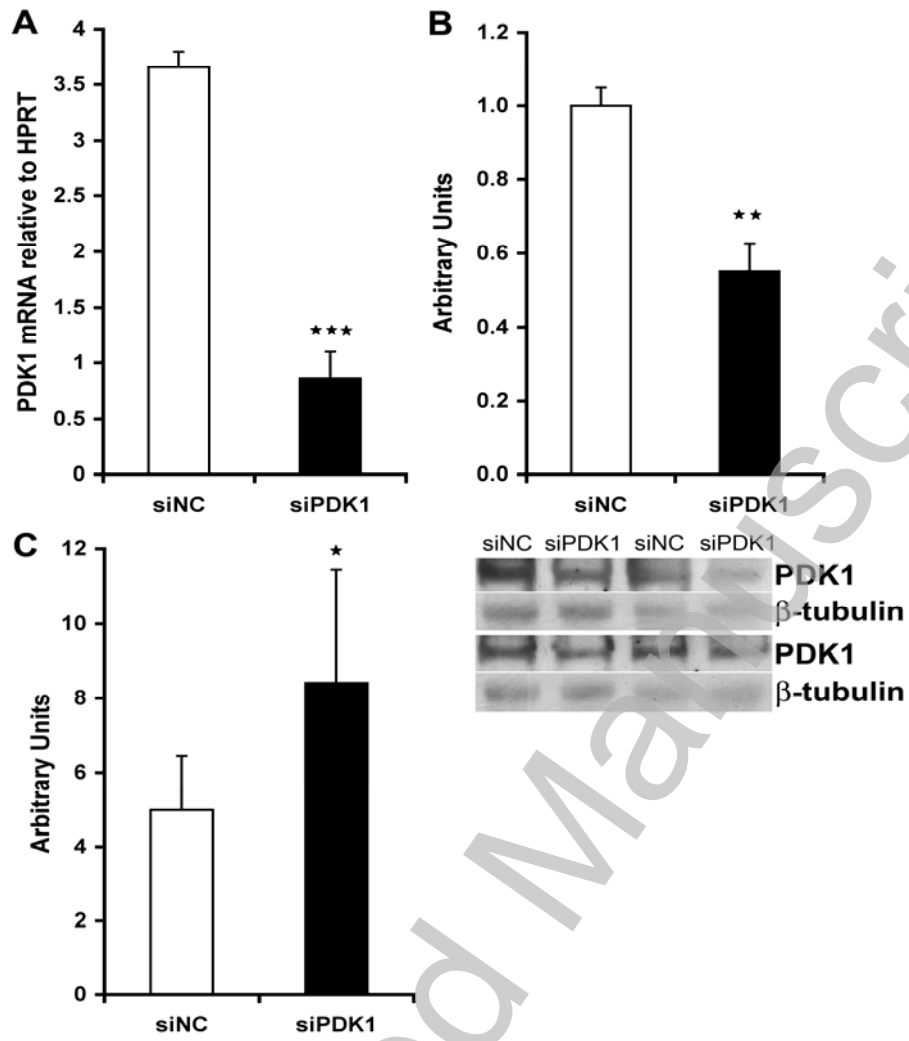 A
PDK1 mRNA relative to HPRT
4
3.5
3
2.5
2
1.5
1
0.5
0
★★★
siNC siPDK1
B
Arbitrary Units
1.2
1.0
0.8
0.6
0.4
0.2
0.0
★★
siNC siPDK1
siNC siPDK1 siNC siPDK1
PDK1
β-tubulin
PDK1
β-tubulin
C
Arbitrary Units
12
10
8
6
4
2
0
★
siNC siPDK1
ed Manuscri